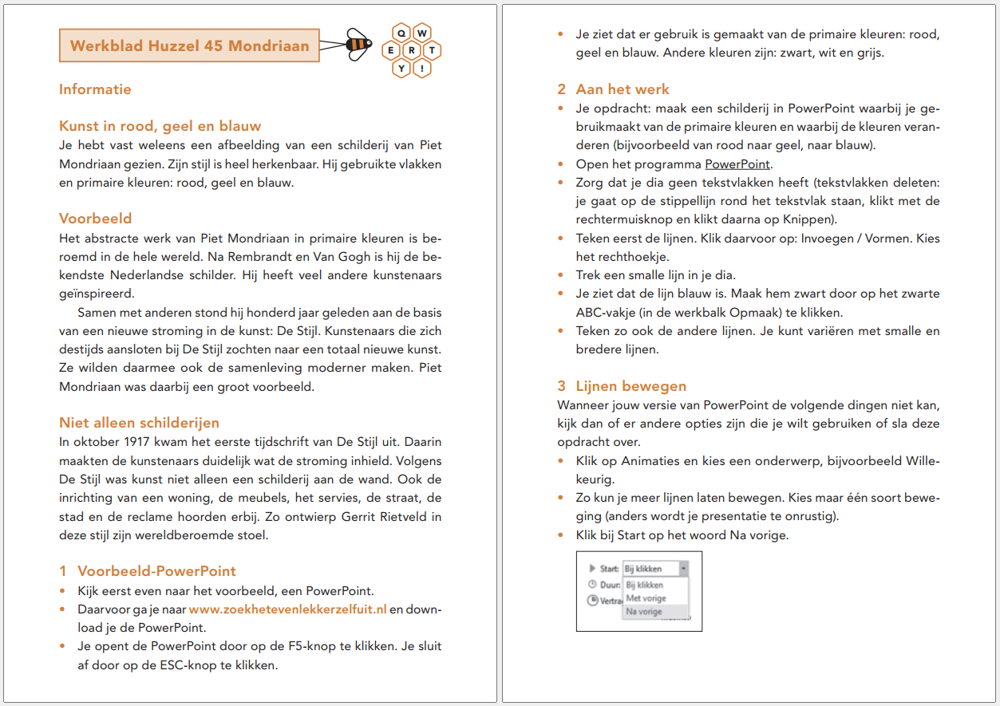 Werkblad Huzzel 45 Mondriaan
Q W
E R T
Y !
Informatie
Kunst in rood, geel en blauw
Je hebt vast weleens een afbeelding van een schilderij van Piet
Mondriaan gezien. Zijn stijl is heel herkenbaar. Hij gebruikte vlakken
en primaire kleuren: rood, geel en blauw.
Voorbeeld
Het abstracte werk van Piet Mondriaan in primaire kleuren is be-
roemd in de hele wereld. Na Rembrandt en Van Gogh is hij de be-
kendste Nederlandse schilder. Hij heeft veel andere kunstenaars
geïnspireerd.
Samen met anderen stond hij honderd jaar geleden aan de basis
van een nieuwe stroming in de kunst: De Stijl. Kunstenaars die zich
destijds aansloten bij De Stijl zochten naar een totaal nieuwe kunst.
Ze wilden daarmee ook de samenleving moderner maken. Piet
Mondriaan was daarbij een groot voorbeeld.
Niet alleen schilderijen
In oktober 1917 kwam het eerste tijdschrift van De Stijl uit. Daarin
maakten de kunstenaars duidelijk wat de stroming inhield. Volgens
De Stijl was kunst niet alleen een schilderij aan de wand. Ook de
inrichting van een woning, de meubels, het servies, de straat, de
stad en de reclame hoorden erbij. Zo ontwierp Gerrit Rietveld in
deze stijl zijn wereldberoemde stoel.
1 Voorbeeld-PowerPoint
• Kijk eerst even naar het voorbeeld, een PowerPoint.
• Daarvoor ga je naar www.zoekhetevenlekkerzelfuit.nl en down-
load je de PowerPoint.
• Je opent de PowerPoint door op de F5-knop te klikken. Je sluit
af door op de ESC-knop te klikken.
• Je ziet dat er gebruik is gemaakt van de primaire kleuren: rood,
geel en blauw. Andere kleuren zijn: zwart, wit en grijs.
2 Aan het werk
• Je opdracht: maak een schilderij in PowerPoint waarbij je ge-
bruikmaakt van de primaire kleuren en waarbij de kleuren veran-
deren (bijvoorbeeld van rood naar geel, naar blauw).
• Open het programma PowerPoint.
• Zorg dat je dia geen tekstvlakken heeft (tekstvlakken deleten:
je gaat op de stippellijn rond het tekstvlak staan, klikt met de
rechtermuisknop en klikt daarna op Knippen).
• Teken eerst de lijnen. Klik daarvoor op: Invoegen / Vormen. Kies
het rechthoekje.
• Trek een smalle lijn in je dia.
• Je ziet dat de lijn blauw is. Maak hem zwart door op het zwarte
ABC-vakje (in de werkbalk Opmaak) te klikken.
• Teken zo ook de andere lijnen. Je kunt variëren met smalle en
bredere lijnen.
3 Lijnen bewegen
Wanneer jouw versie van PowerPoint de volgende dingen niet kan,
kijk dan of er andere opties zijn die je wilt gebruiken of sla deze
opdracht over.
• Klik op Animaties en kies een onderwerp, bijvoorbeeld Wille-
keurig.
• Zo kun je meer lijnen laten bewegen. Kies maar één soort bewe-
ging (anders wordt je presentatie te onrustig).
• Klik bij Start op het woord Na vorige.
Start: Bij klikken
Duur: Bij klikken
Vertra Met vorige
Na vorige